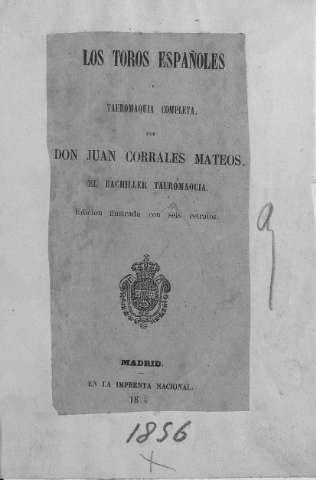 LOS TOROS ESPAÑOLES
Y
TAUROMAQUIA COMPLETA,
POR
DON JUAN CORRALES MATEOS,
EL BACHILLER TAUROMAQUIA.
Edicion ilustrada con seis retratos.
MADRID.
EN LA IMPRENTA NACIONAL.
1856